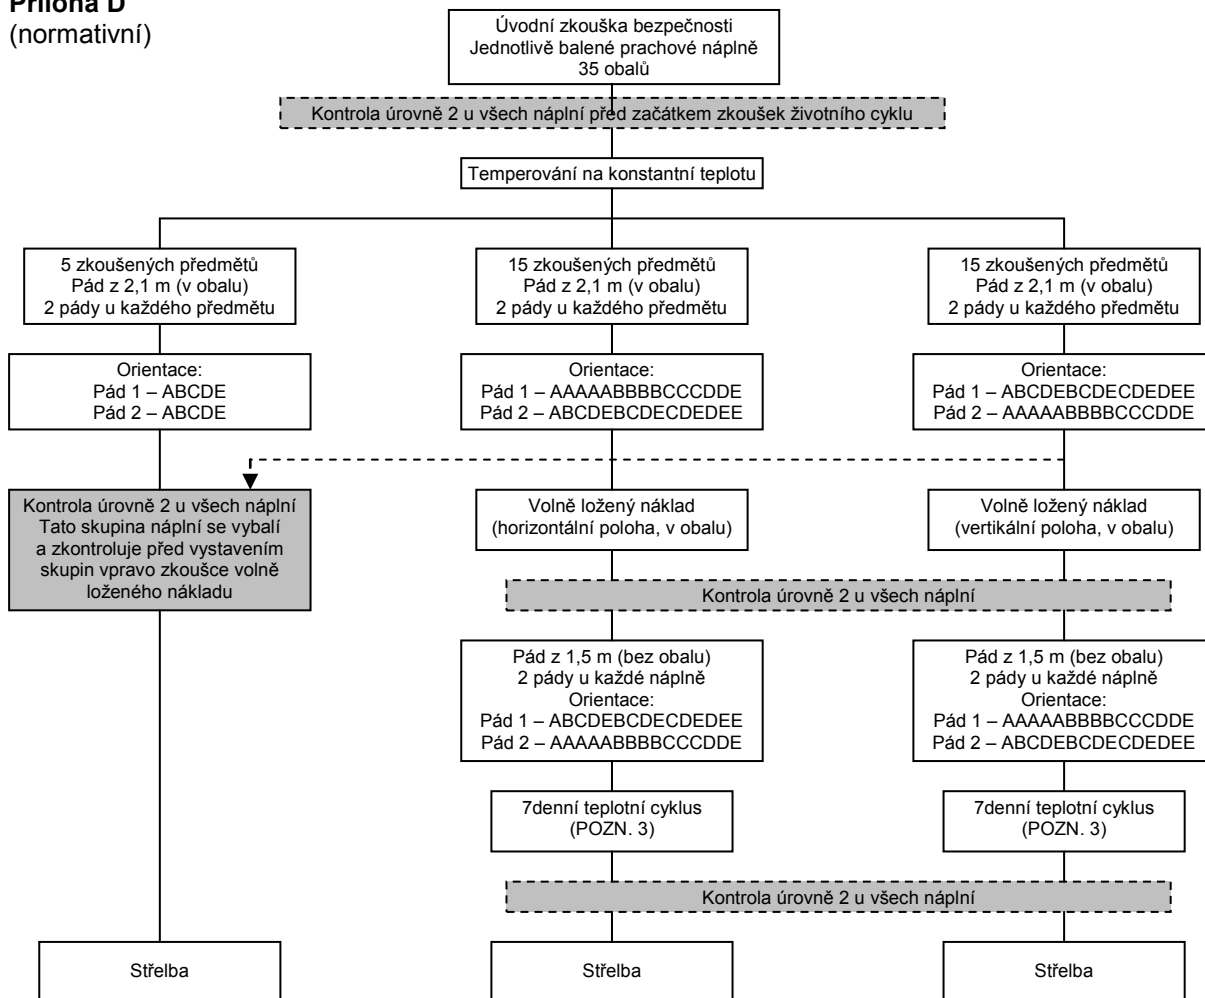 Příloha D
(normativní)
Úvodní zkouška bezpečnosti
Jednotlivě balené prachové náplně
35 obalů
Kontrola úrovně 2 u všech náplní před začátkem zkoušek životního cyklu
Temperování na konstantní teplotu
5 zkoušených předmětů
Pád z 2,1 m (v obalu)
2 pády u každého předmětu
15 zkoušených předmětů
Pád z 2,1 m (v obalu)
2 pády u každého předmětu
15 zkoušených předmětů
Pád z 2,1 m (v obalu)
2 pády u každého předmětu
Orientace:
Pád 1 – ABCDE
Pád 2 – ABCDE
Orientace:
Pád 1 – AAAAABBBBCCCDDE
Pád 2 – ABCDEBCDECDEDEE
Orientace:
Pád 1 – ABCDEBCDECDEDEE
Pád 2 – AAAAABBBBCCCDDE
Kontrola úrovně 2 u všech náplní
Tato skupina náplní se vybalí
a zkontroluje před vystavením
skupin vpravo zkoušce volně
loženého nákladu
Volně ložený náklad
(horizontální poloha, v obalu)
Volně ložený náklad
(vertikální poloha, v obalu)
Kontrola úrovně 2 u všech náplní
Pád z 1,5 m (bez obalu)
2 pády u každé náplně
Orientace:
Pád 1 – ABCDEBCDECDEDEE
Pád 2 – AAAAABBBBCCCDDE
Pád z 1,5 m (bez obalu)
2 pády u každé náplně
Orientace:
Pád 1 – AAAAABBBBCCCDDE
Pád 2 – ABCDEBCDECDEDEE
7denní teplotní cyklus
(POZN. 3)
7denní teplotní cyklus
(POZN. 3)
Kontrola úrovně 2 u všech náplní
Střelba
Střelba
Střelba